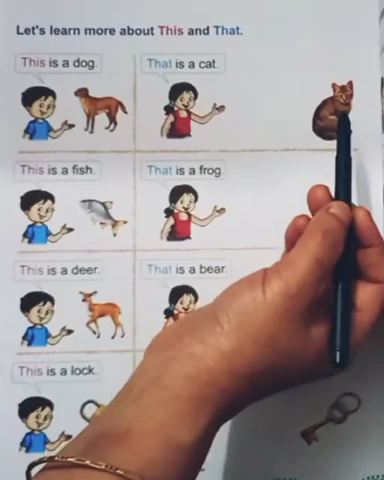 Let's learn more about This and That.
This is a dog.
That is a cat.
This is a fish.
That is a frog.
This is a deer.
That is a bear.
This is a lock.